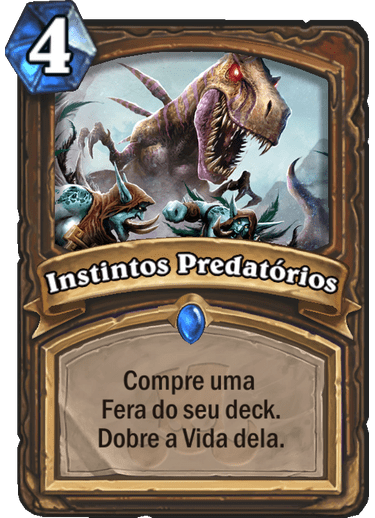 4
Instintos Predatórios
Compre uma
Fera do seu deck.
Dobre a Vida dela.